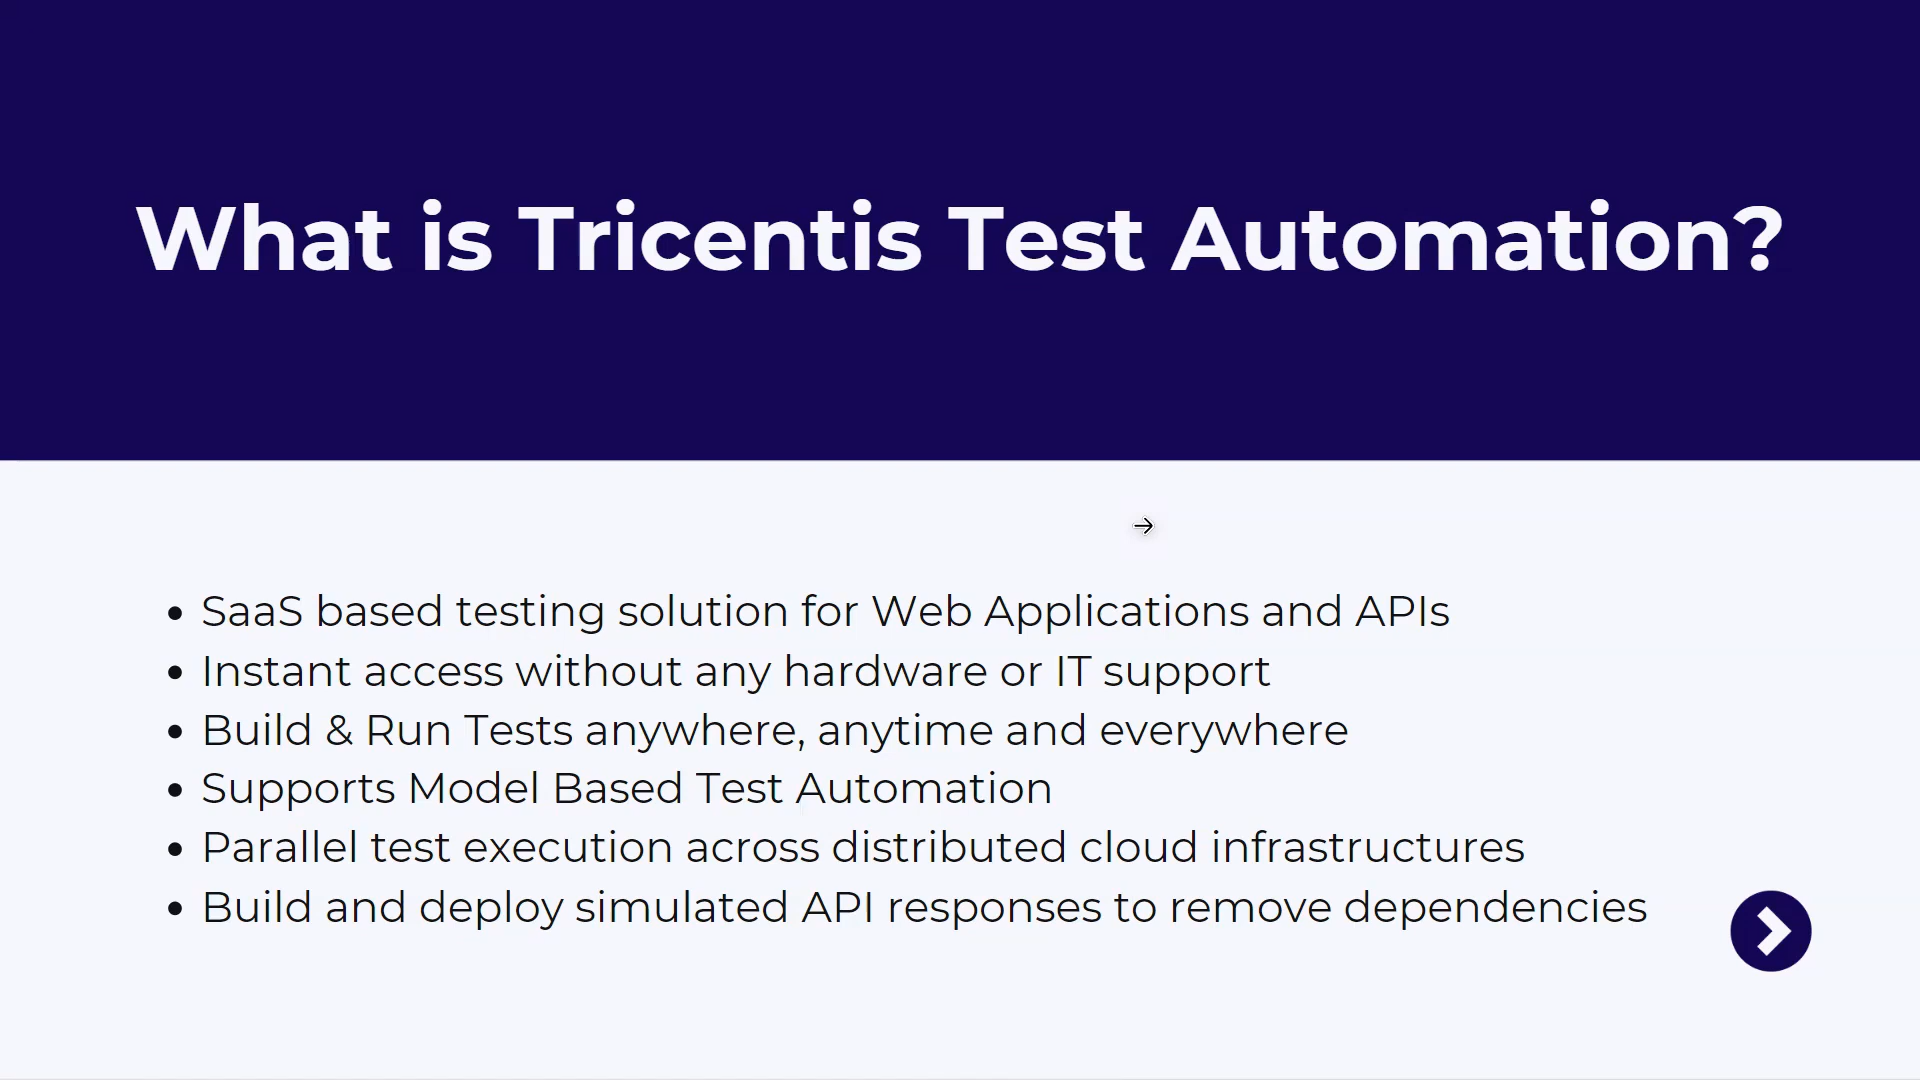 What is Tricentis Test Automation?
• SaaS based testing solution for Web Applications and APIs
• Instant access without any hardware or IT support
• Build & Run Tests anywhere, anytime and everywhere
• Supports Model Based Test Automation
• Parallel test execution across distributed cloud infrastructures
• Build and deploy simulated API responses to remove dependencies